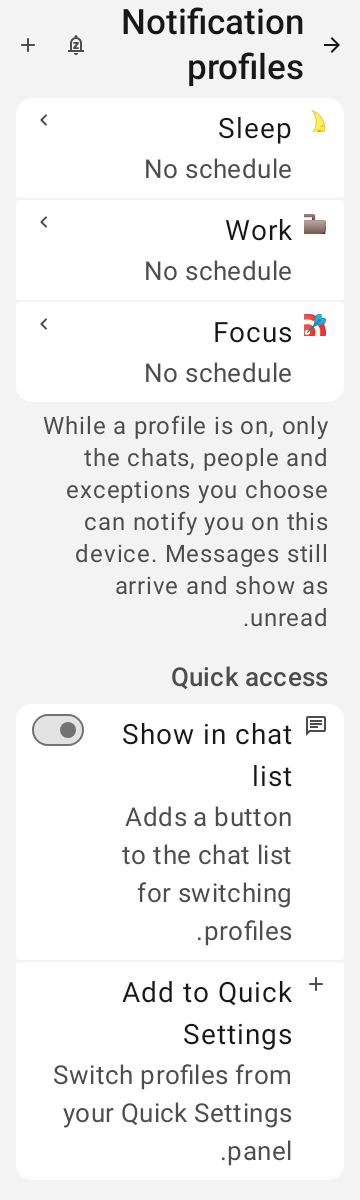 Notification
profiles
Sleep
No schedule
Work
No schedule
Focus
No schedule
While a profile is on, only
the chats, people and
exceptions you choose
can notify you on this
device. Messages still
arrive and show as
.unread
Quick access
Show in chat
list
Adds a button
to the chat list
for switching
.profiles
Add to Quick
Settings
Switch profiles from
your Quick Settings
.panel